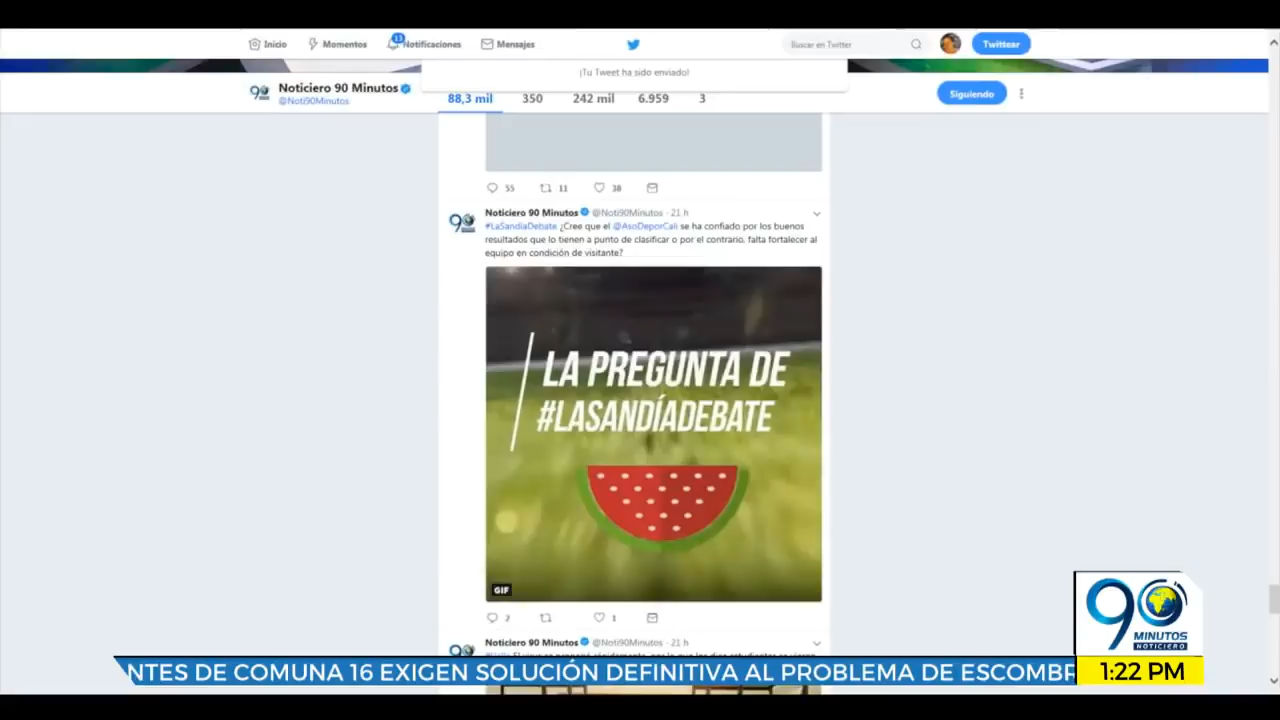 Inicio
Momentos
13
Notificaciones
Mensajes
Buscar en Twitter
Twittear
¡Tu Tweet ha sido enviado!
90
Noticiero 90 Minutos
@Noti90Minutos
88,3 mil
350
242 mil
6.959
3
Siguiendo
55
11
38
90
Noticiero 90 Minutos @Noti90Minutos · 21 h
#LaSandíaDebate ¿Cree que el @AsoDeporCali se ha confiado por los buenos
resultados que lo tienen a punto de clasificar o por el contrario, falta fortalecer al
equipo en condición de visitante?
LA PREGUNTA DE
#LASANDÍADEBATE
GIF
2
1
Noticiero 90 Minutos @Noti90Minutos · 21 h
90
MINUTOS
NOTICIERO
NTES DE COMUNA 16 EXIGEN SOLUCIÓN DEFINITIVA AL PROBLEMA DE ESCOMBR
1:22 PM